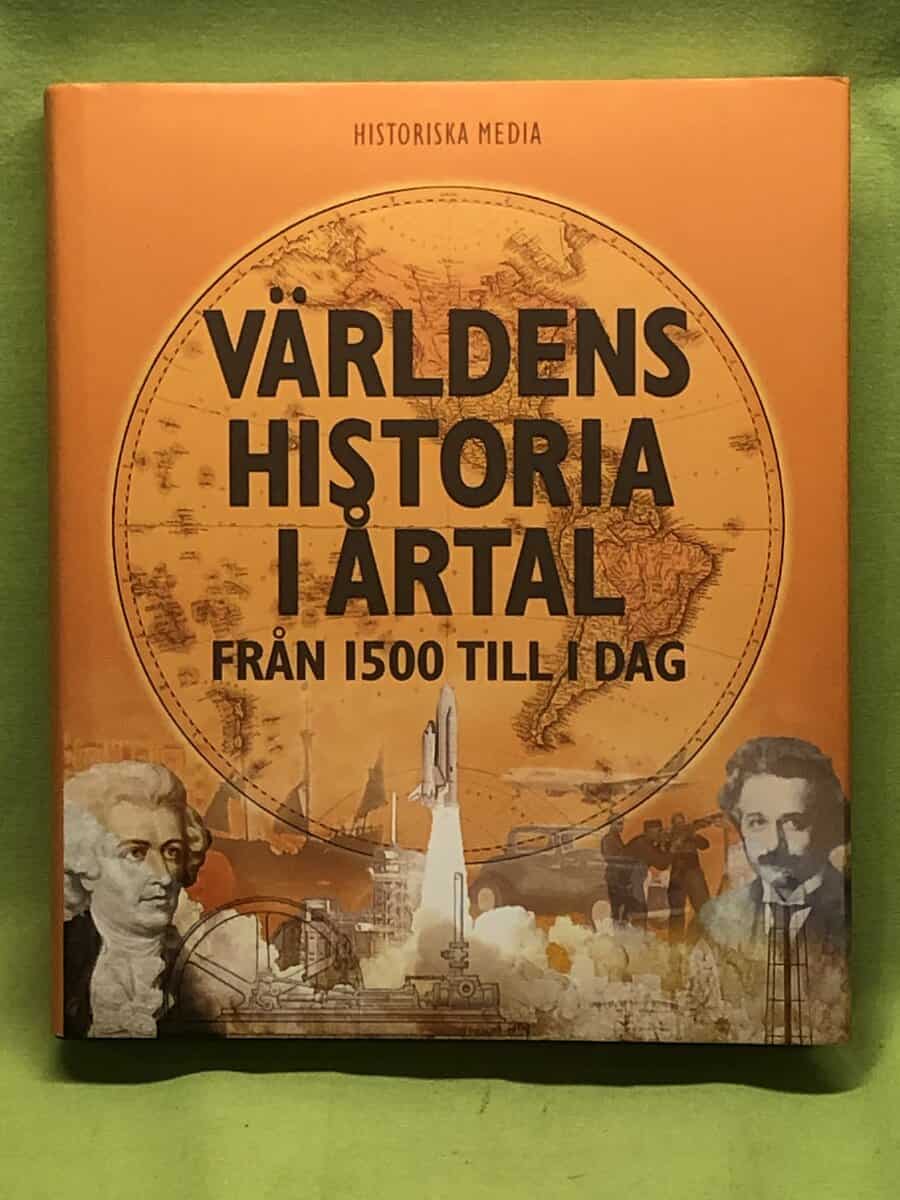 HISTORISKA MEDIA
VÄRLDENS
HISTORIA
I ÅRTAL
FRÅN 1500 TILL I DAG